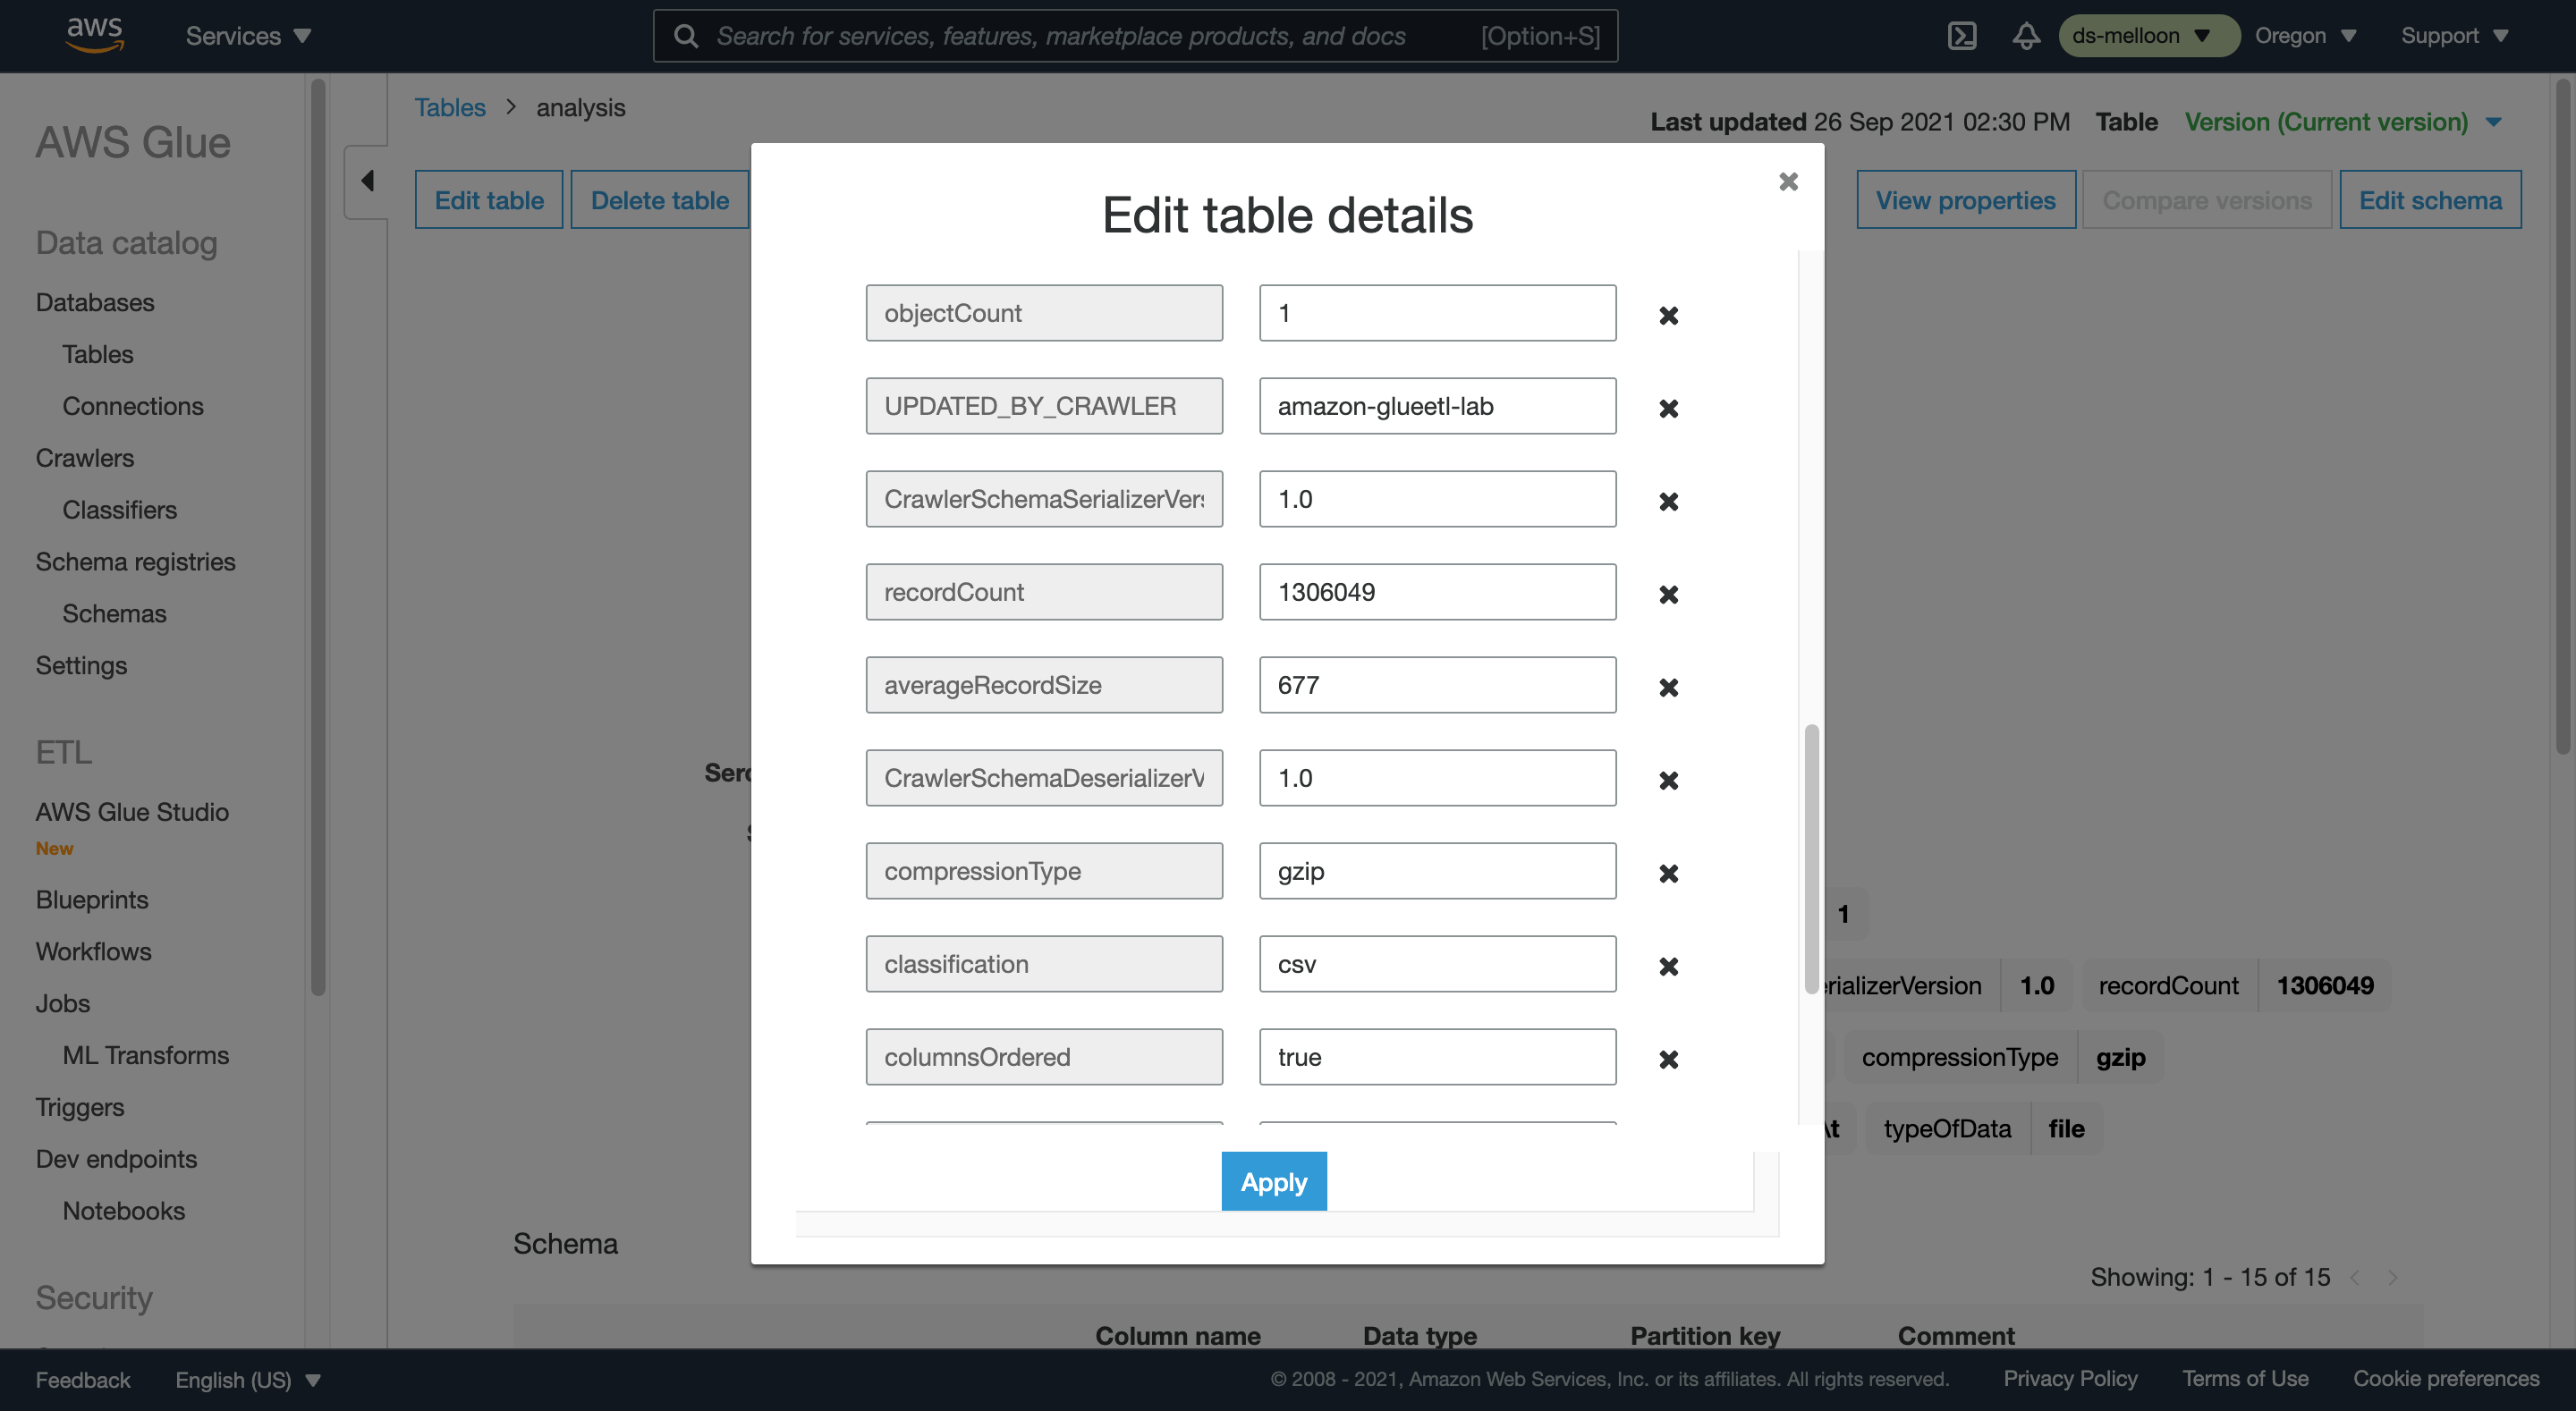 aws
Services
Search for services, features, marketplace products, and docs
[Option+S]
ds-melloon
Oregon
Support
AWS Glue
Data catalog
Databases
Tables
Connections
Crawlers
Classifiers
Schema registries
Schemas
Settings
ETL
AWS Glue Studio
New
Blueprints
Workflows
Jobs
ML Transforms
Triggers
Dev endpoints
Notebooks
Security
Tables > analysis
Last updated 26 Sep 2021 02:30 PM Table Version (Current version)
Edit table
Delete table
View properties
Compare versions
Edit schema
Edit table details
objectCount 1
UPDATED_BY_CRAWLER amazon-glueetl-lab
CrawlerSchemaSerializerVers 1.0
recordCount 1306049
averageRecordSize 677
CrawlerSchemaDeserializerV 1.0
compressionType gzip
classification csv
columnsOrdered true
Apply
1
erializerVersion 1.0 recordCount 1306049
compressionType gzip
typeOfData file
Schema
Showing: 1 - 15 of 15
Column name Data type Partition key Comment
Feedback
English (US)
© 2008 - 2021, Amazon Web Services, Inc. or its affiliates. All rights reserved.
Privacy Policy
Terms of Use
Cookie preferences